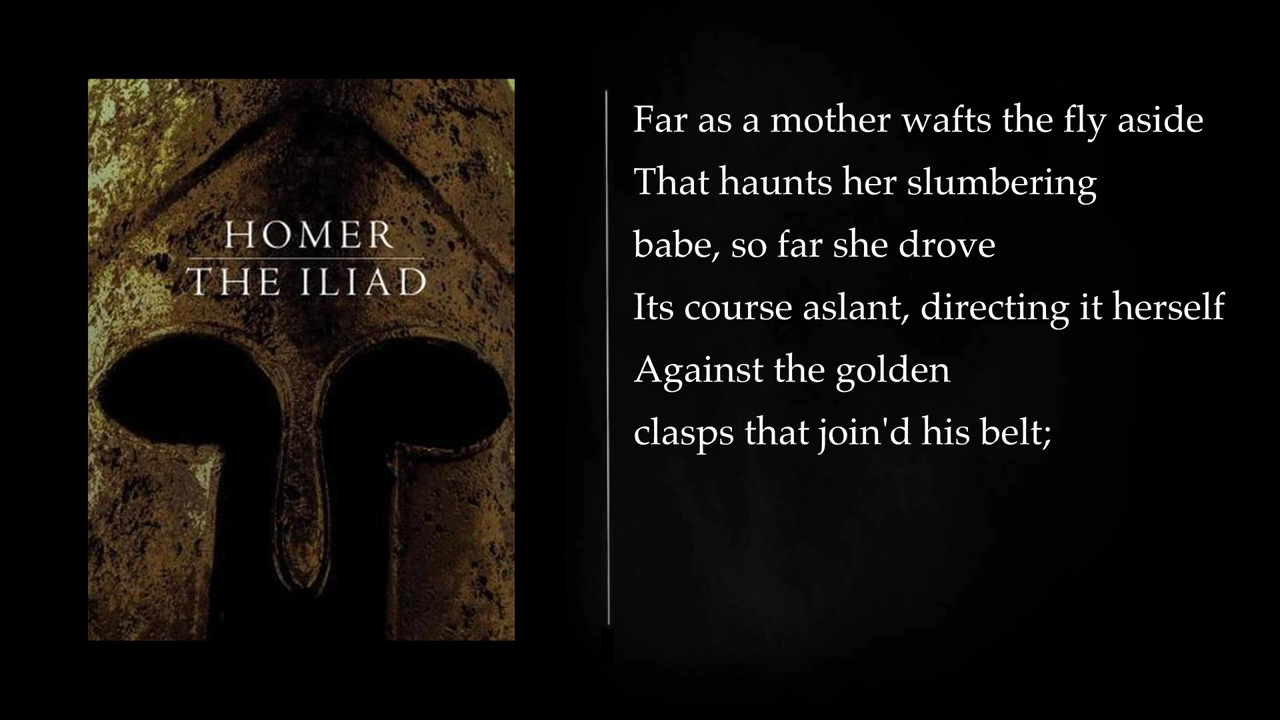 HOMER
THE ILIAD
Far as a mother wafts the fly aside
That haunts her slumbering
babe, so far she drove
Its course aslant, directing it herself
Against the golden
clasps that join'd his belt;